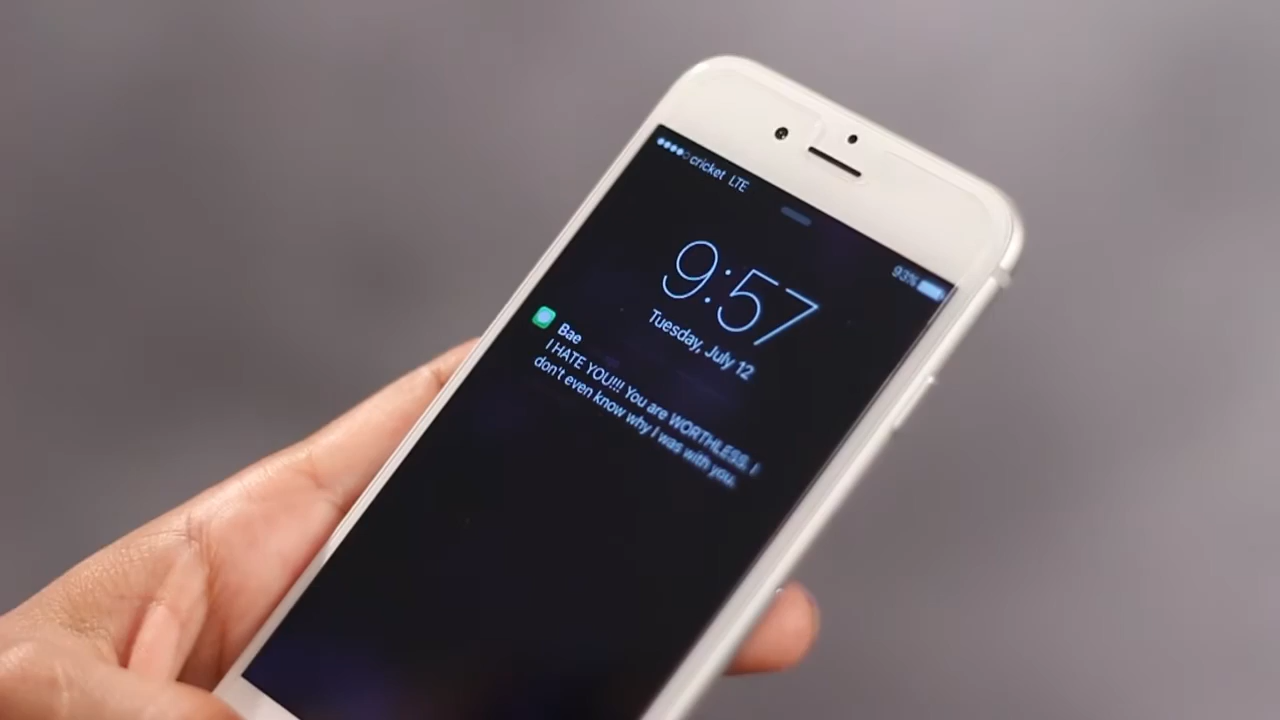 cricket LTE
93%
9:57
Tuesday, July 12
Bae
I HATE YOU!!! You are WORTHLESS. I
don't even know why I was with you.